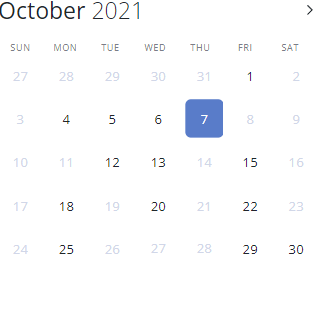 October 2021
SUN MON TUE WED THU FRI SAT
27 28 29 30 31 1 2
3 4 5 6 7 8 9
10 11 12 13 14 15 16
17 18 19 20 21 22 23
24 25 26 27 28 29 30